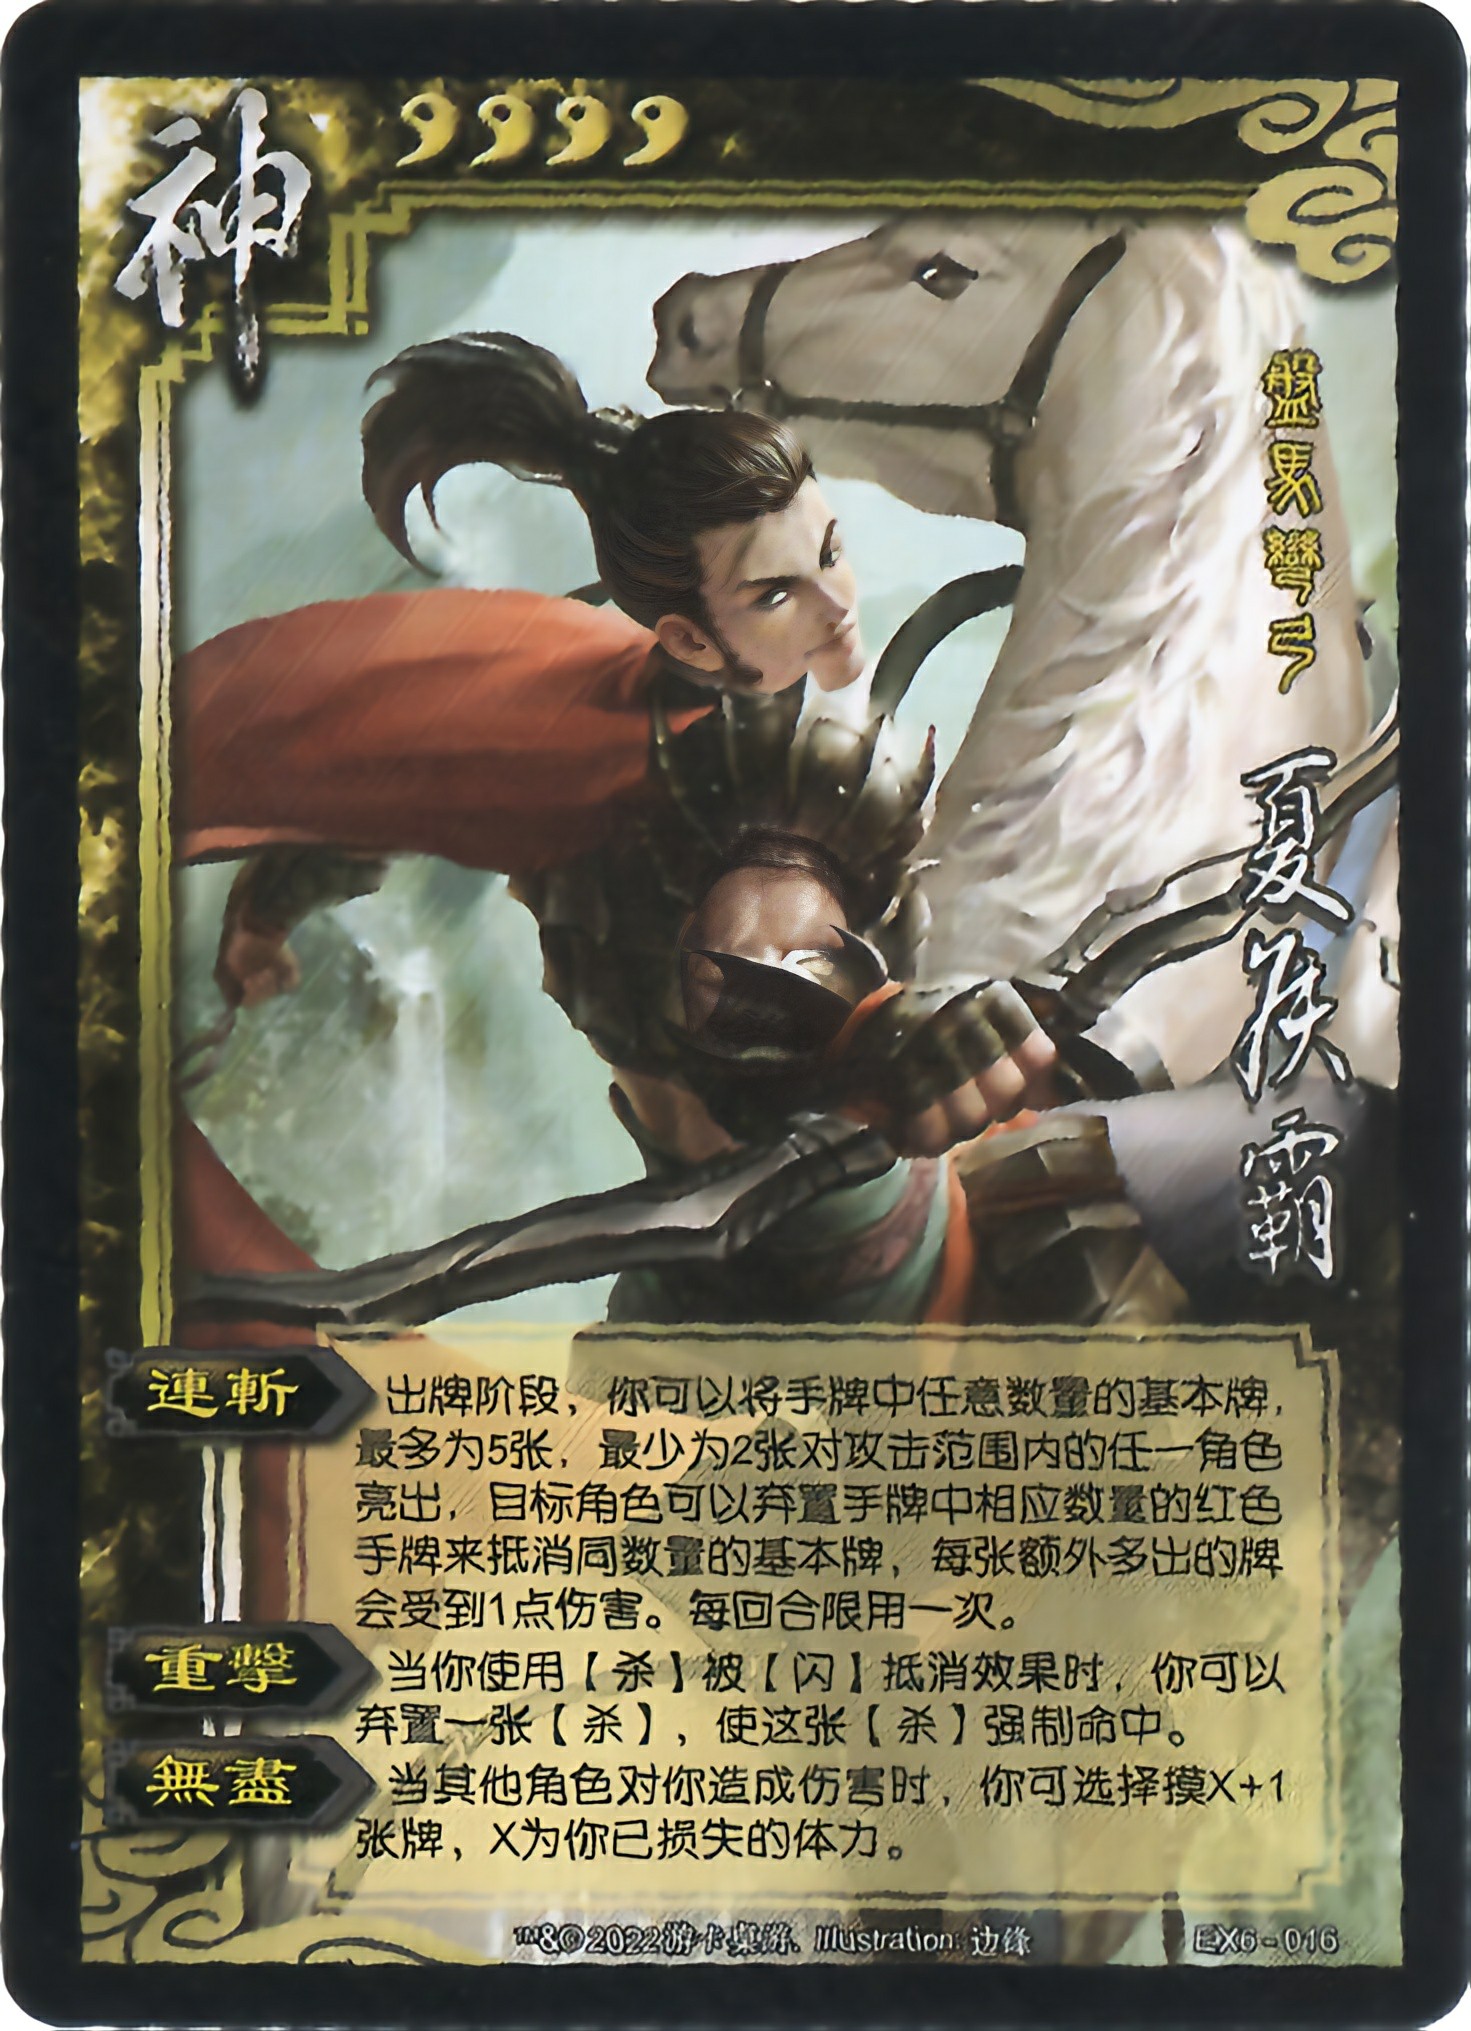 神
盤馬彎弓
夏侯霸
連斬
出牌阶段，你可以将手牌中任意数量的基本牌，
最多为5张，最少为2张对攻击范围内的任一角色
亮出，目标角色可以弃置手牌中相应数量的红色
手牌来抵消同数量的基本牌，每张额外多出的牌
会受到1点伤害。每回合限用一次。
重擊
当你使用【杀】被【闪】抵消效果时，你可以
弃置一张【杀】，使这张【杀】强制命中。
無盡
当其他角色对你造成伤害时，你可选择摸X+1
张牌，X为你已损失的体力。
™&©2022游卡桌游. Illustration: 边锋
EX6-016